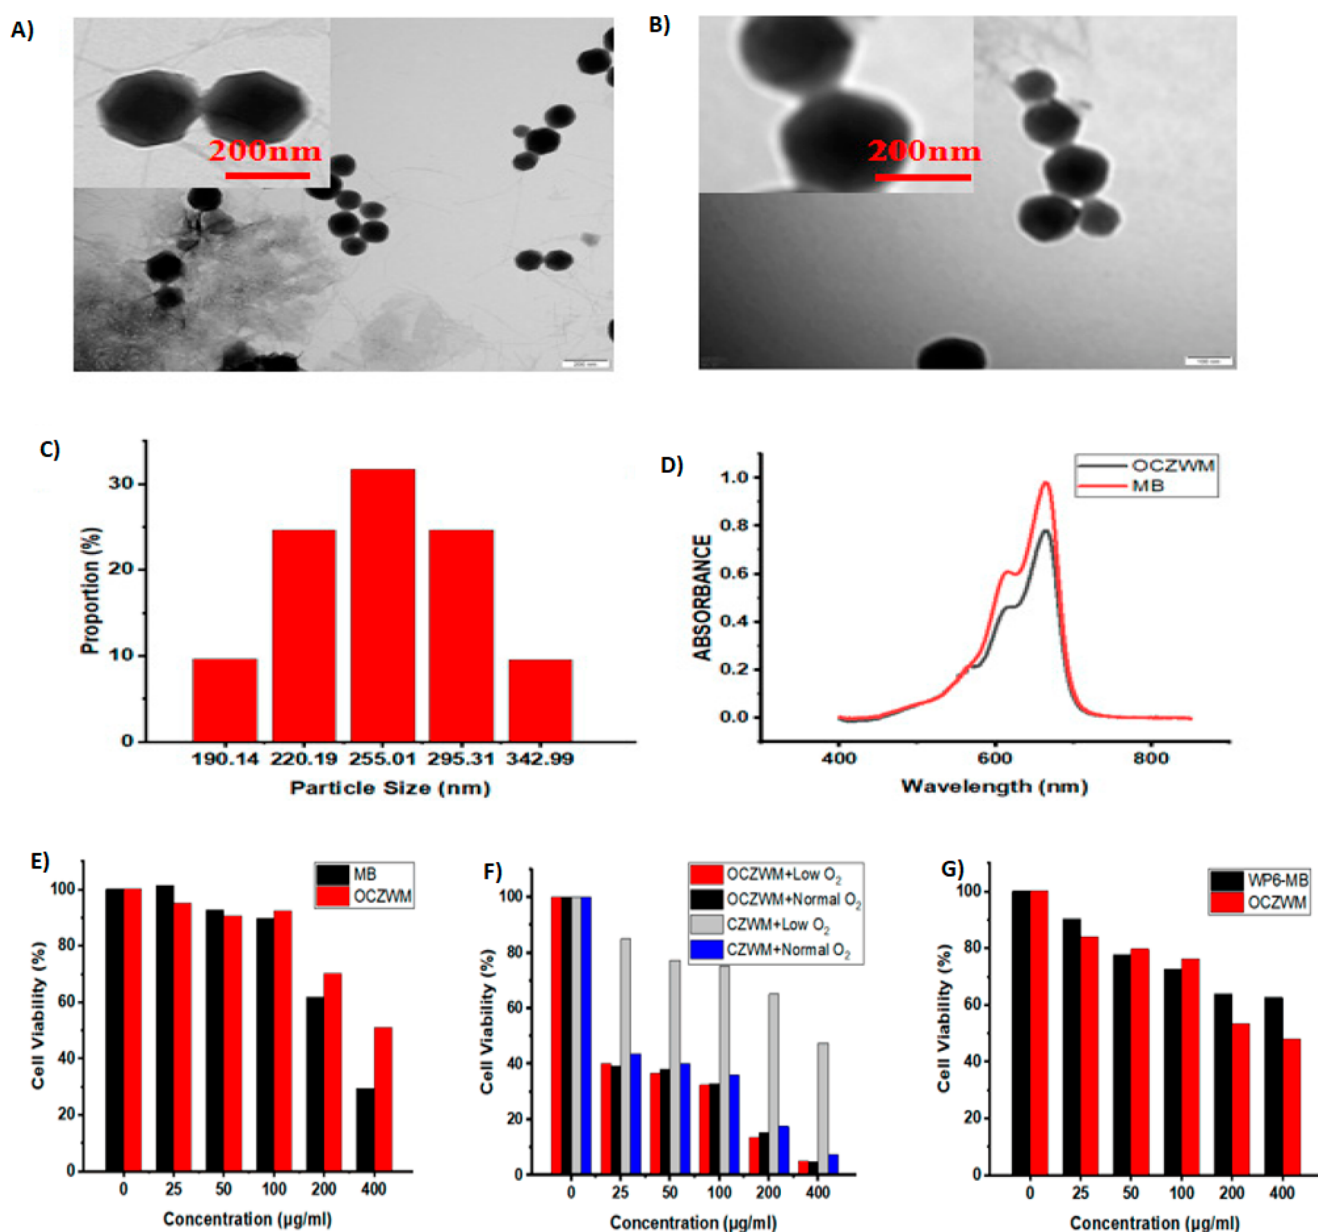 A)
200nm
200 nm
B)
200nm
100 nm
C)
Proportion (%)
30
20
10
0
190.14 220.19 255.01 295.31 342.99
Particle Size (nm)
D)
OCZWM
MB
ABSORBANCE
1.0
0.8
0.6
0.4
0.2
0.0
400 600 800
Wavelength (nm)
E)
MB
OCZWM
Cell Viability (%)
100
80
60
40
20
0
0 25 50 100 200 400
Concentration (µg/ml)
F)
OCZWM+Low O₂
OCZWM+Normal O₂
CZWM+Low O₂
CZWM+Normal O₂
Cell Viability (%)
100
80
60
40
20
0
0 25 50 100 200 400
Concentration (µg/ml)
G)
WP6-MB
OCZWM
Cell Viability (%)
100
80
60
40
20
0
0 25 50 100 200 400
Concentration (µg/ml)